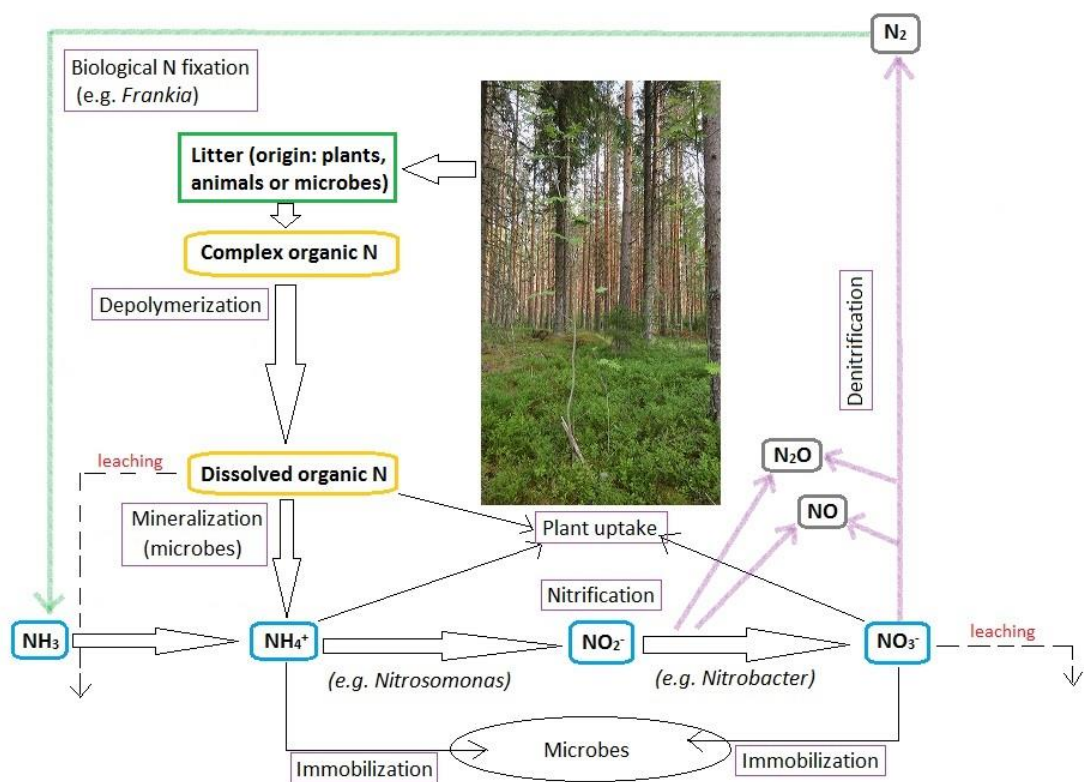 N₂
Biological N fixation
(e.g. Frankia)
Litter (origin: plants,
animals or microbes)
Complex organic N
Depolymerization
Denitrification
leaching
Dissolved organic N
N₂O
NO
Mineralization
(microbes)
Plant uptake
Nitrification
NH₃
NH₄⁺
NO₂⁻
NO₃⁻
leaching
(e.g. Nitrosomonas)
(e.g. Nitrobacter)
Microbes
Immobilization
Immobilization